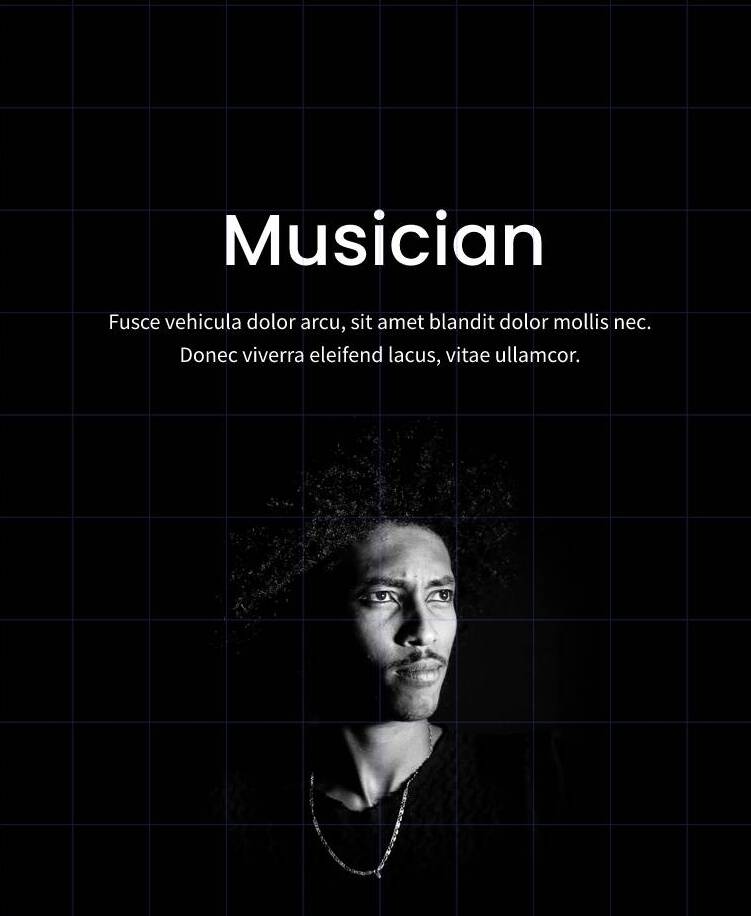 Musician
Fusce vehicula dolor arcu, sit amet blandit dolor mollis nec.
Donec viverra eleifend lacus, vitae ullamcor.